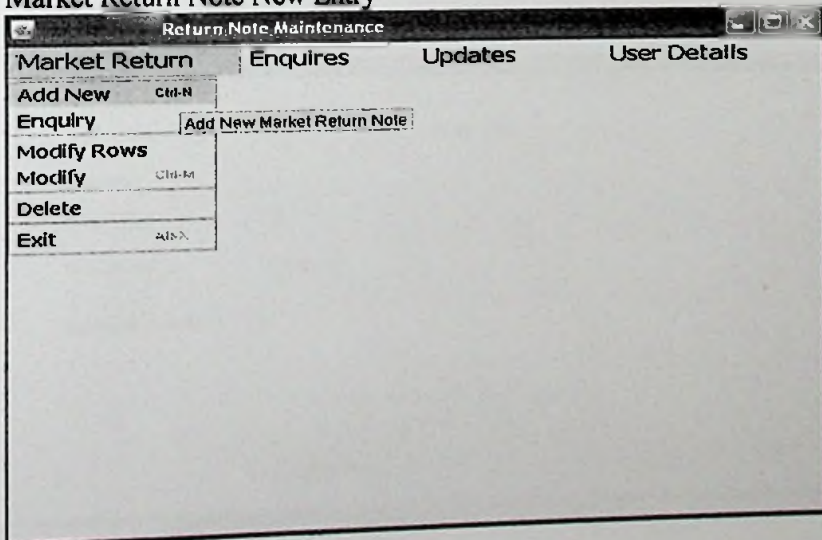 Market Return Note New Entry
Return Note Maintenance
Market Return Enquires Updates User Details
Add New Ctrl-N
Enquiry
Add New Market Return Note
Modify Rows
Modify Ctrl-M
Delete
Exit Alt-X